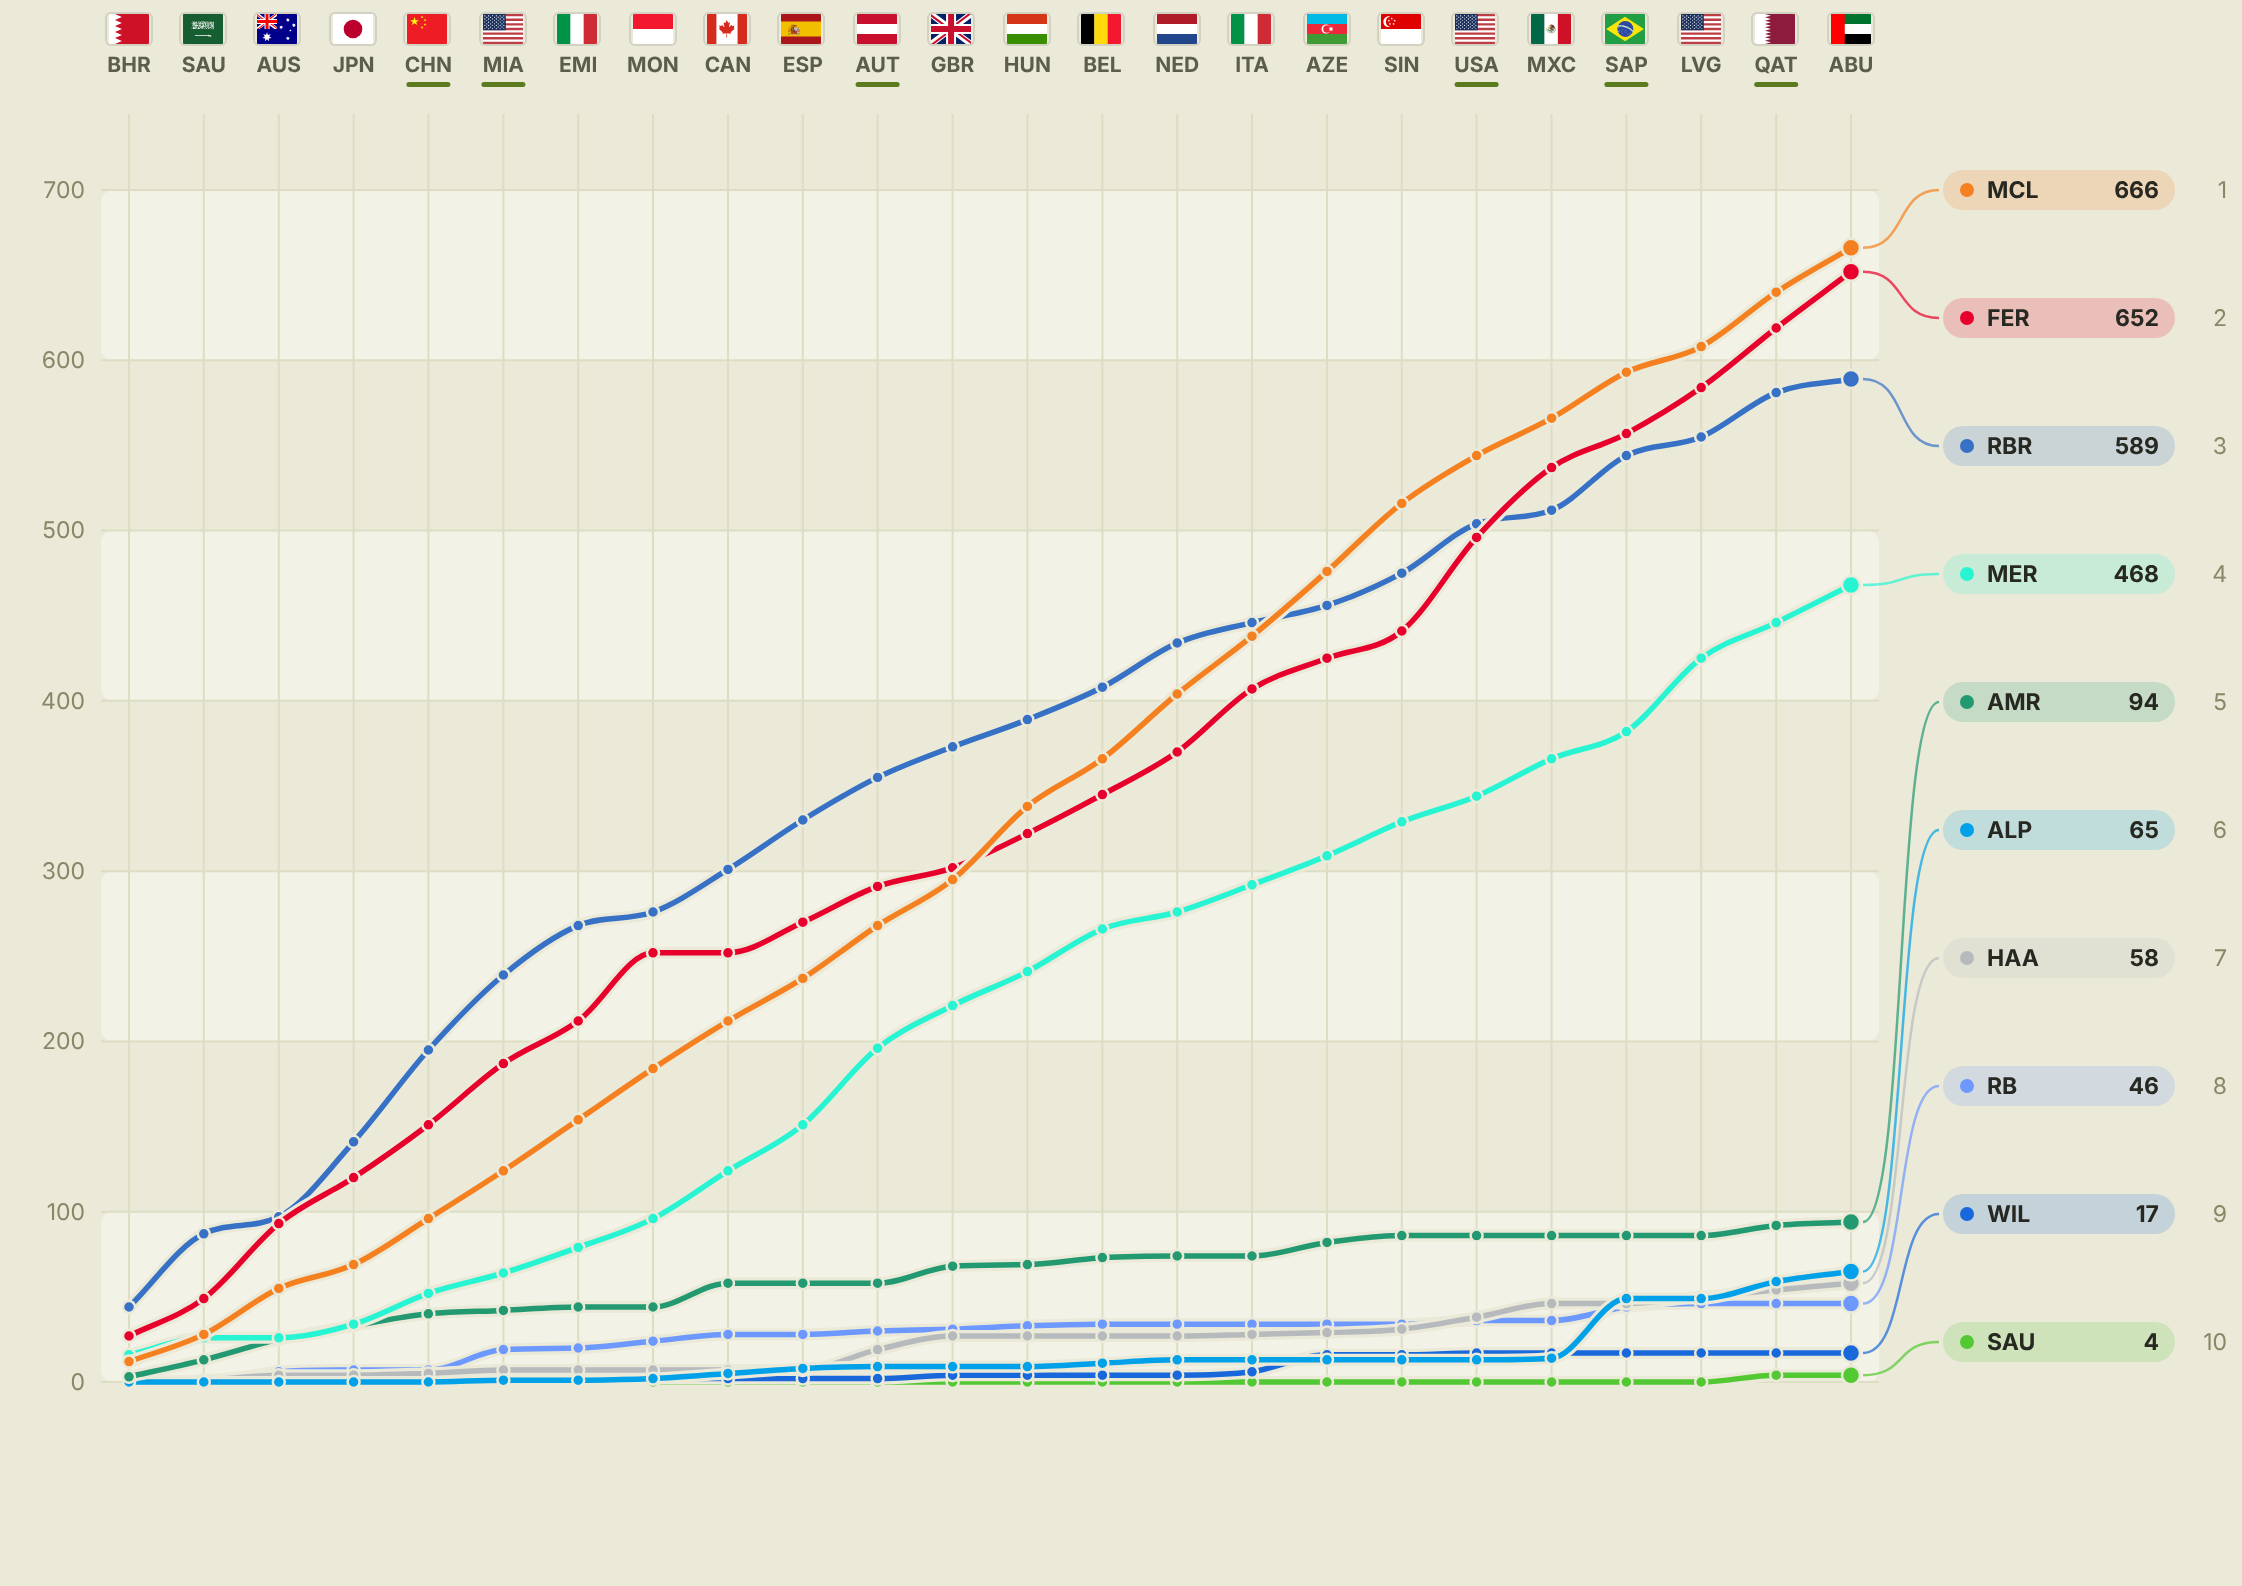 BHR SAU AUS JPN CHN MIA EMI MON CAN ESP AUT GBR HUN BEL NED ITA AZE SIN USA MXC SAP LVG QAT ABU
700
600
500
400
300
200
100
0
MCL 666 1
FER 652 2
RBR 589 3
MER 468 4
AMR 94 5
ALP 65 6
HAA 58 7
RB 46 8
WIL 17 9
SAU 4 10